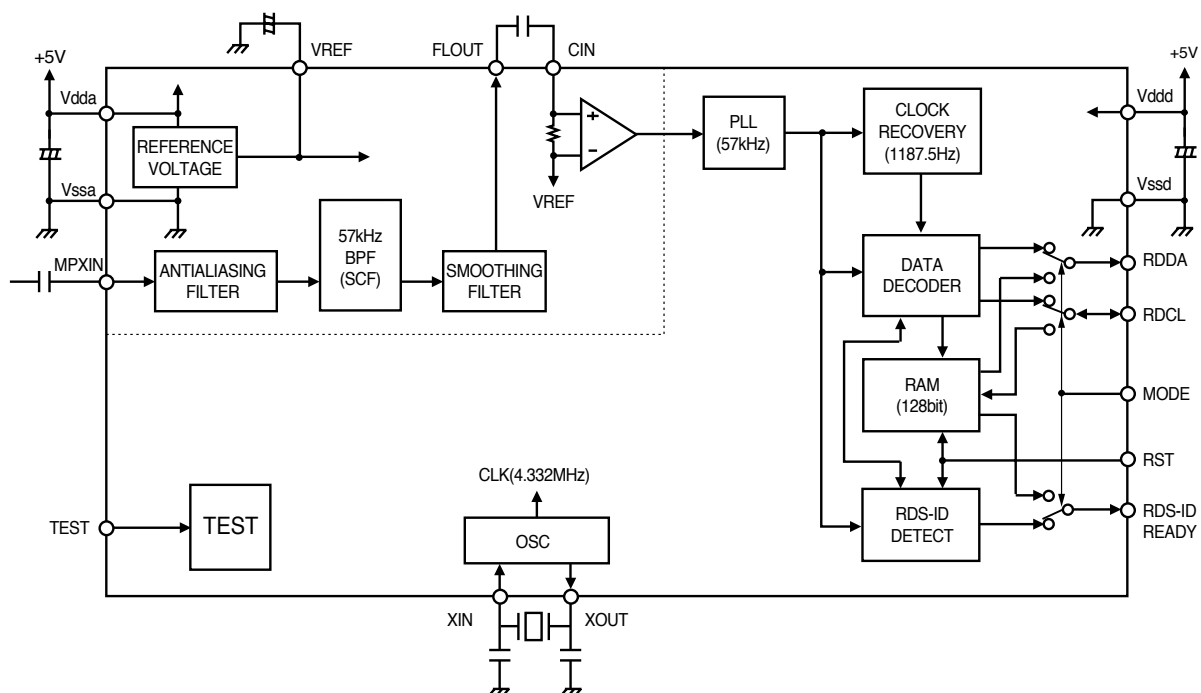 VREF
FLOUT
CIN
+5V
+5V
Vdda
Vddd
REFERENCE
VOLTAGE
+
−
PLL
(57kHz)
CLOCK
RECOVERY
(1187.5Hz)
Vssa
VREF
Vssd
MPXIN
ANTIALIASING
FILTER
57kHz
BPF
(SCF)
SMOOTHING
FILTER
DATA
DECODER
RDDA
RDCL
RAM
(128bit)
MODE
RST
CLK(4.332MHz)
TEST
TEST
OSC
RDS-ID
DETECT
RDS-ID
READY
XIN
XOUT